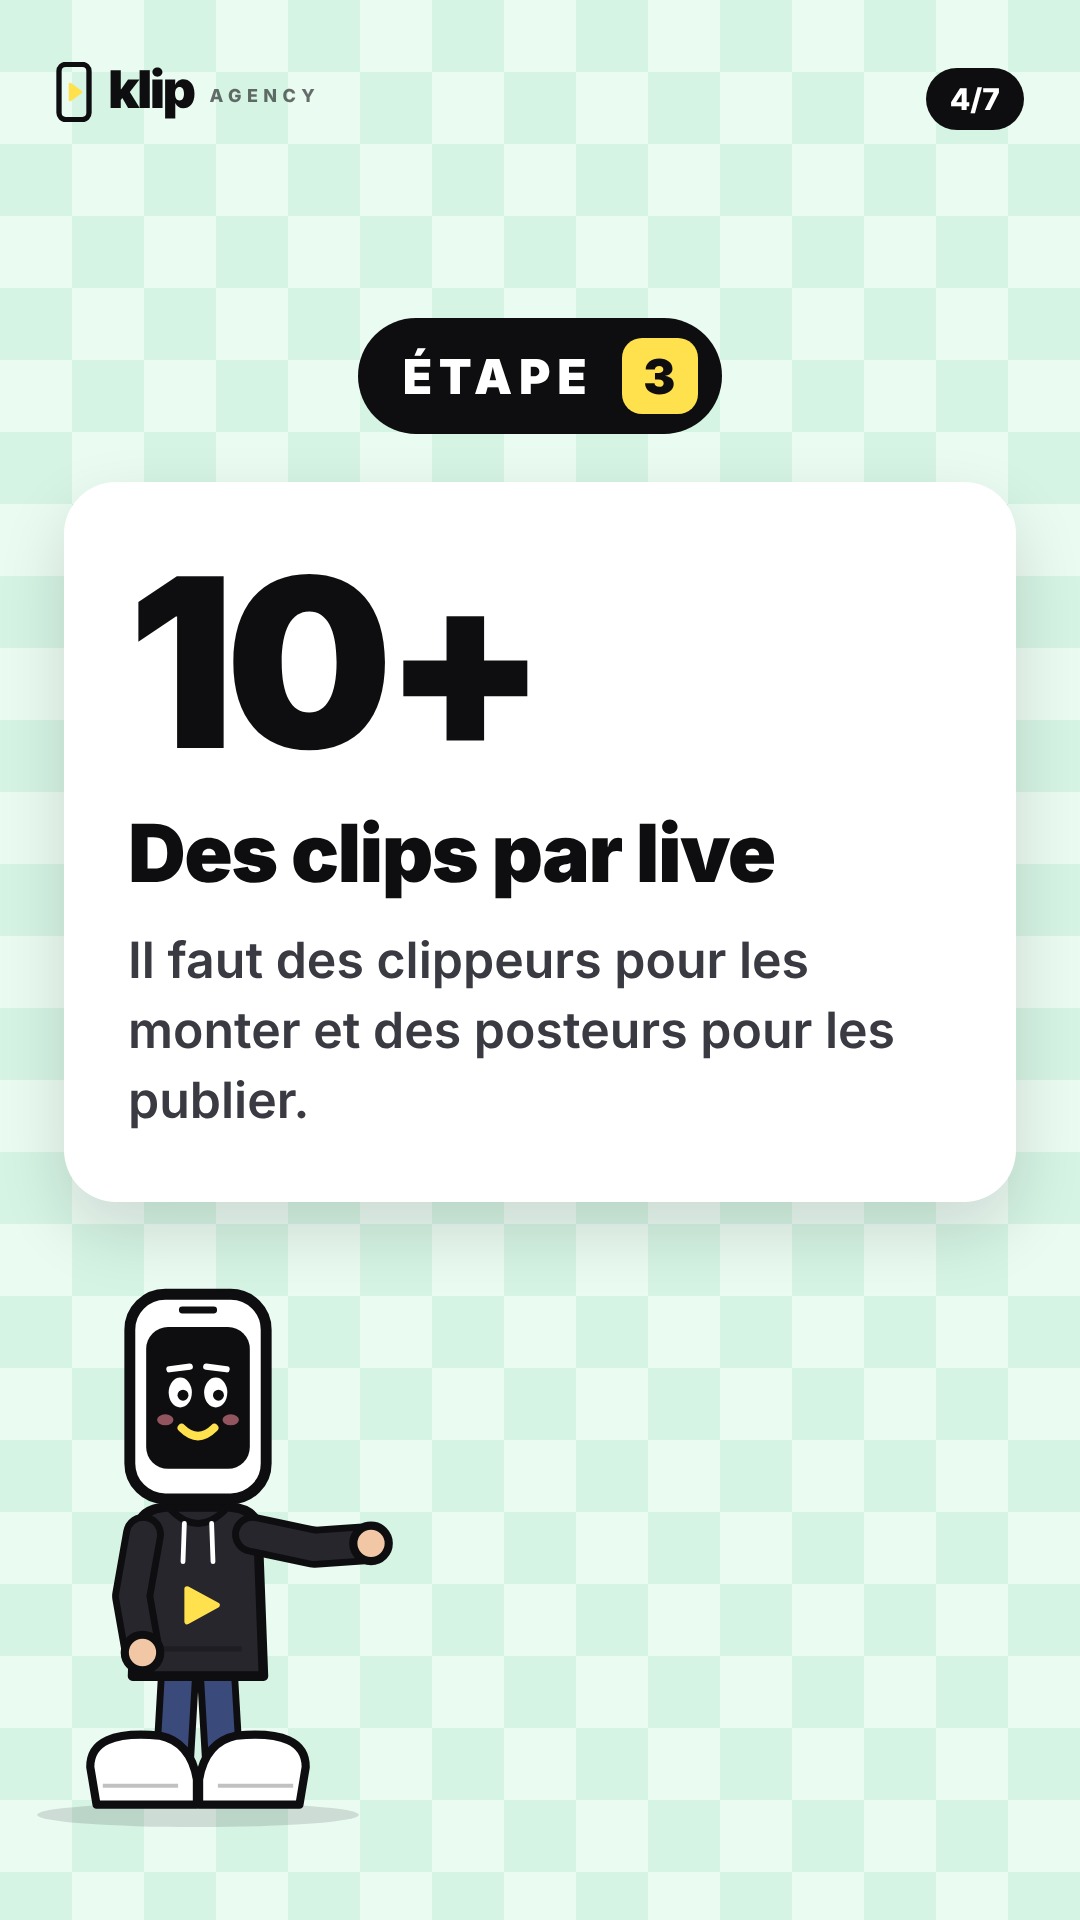 klip AGENCY
4/7
ÉTAPE 3
10+
Des clips par live
Il faut des clippeurs pour les
monter et des posteurs pour les
publier.